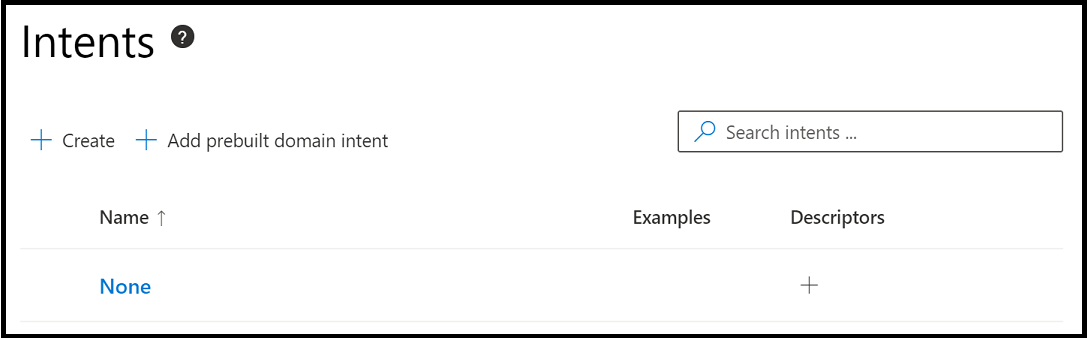 Intents ?
+ Create + Add prebuilt domain intent
Search intents ...
Name ↑ Examples Descriptors
None +